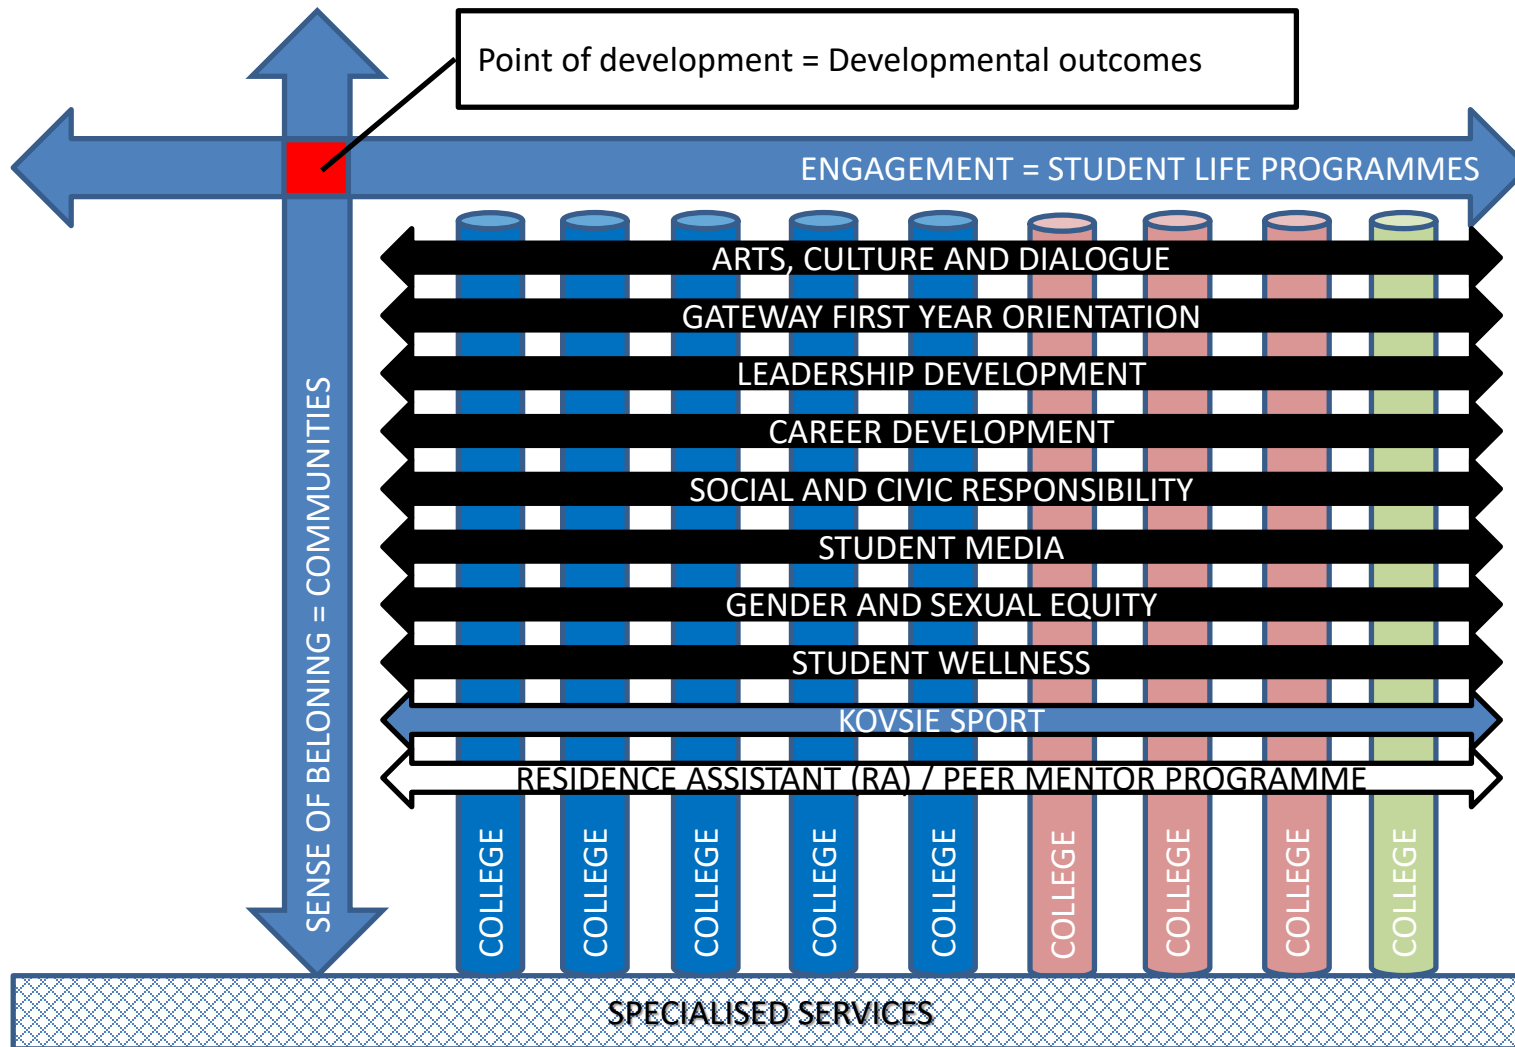 Point of development = Developmental outcomes
ENGAGEMENT = STUDENT LIFE PROGRAMMES
SENSE OF BELONING = COMMUNITIES
ARTS, CULTURE AND DIALOGUE
GATEWAY FIRST YEAR ORIENTATION
LEADERSHIP DEVELOPMENT
CAREER DEVELOPMENT
SOCIAL AND CIVIC RESPONSIBILITY
STUDENT MEDIA
GENDER AND SEXUAL EQUITY
STUDENT WELLNESS
KOVSIE SPORT
RESIDENCE ASSISTANT (RA) / PEER MENTOR PROGRAMME
COLLEGE
COLLEGE
COLLEGE
COLLEGE
COLLEGE
COLLEGE
COLLEGE
COLLEGE
COLLEGE
SPECIALISED SERVICES